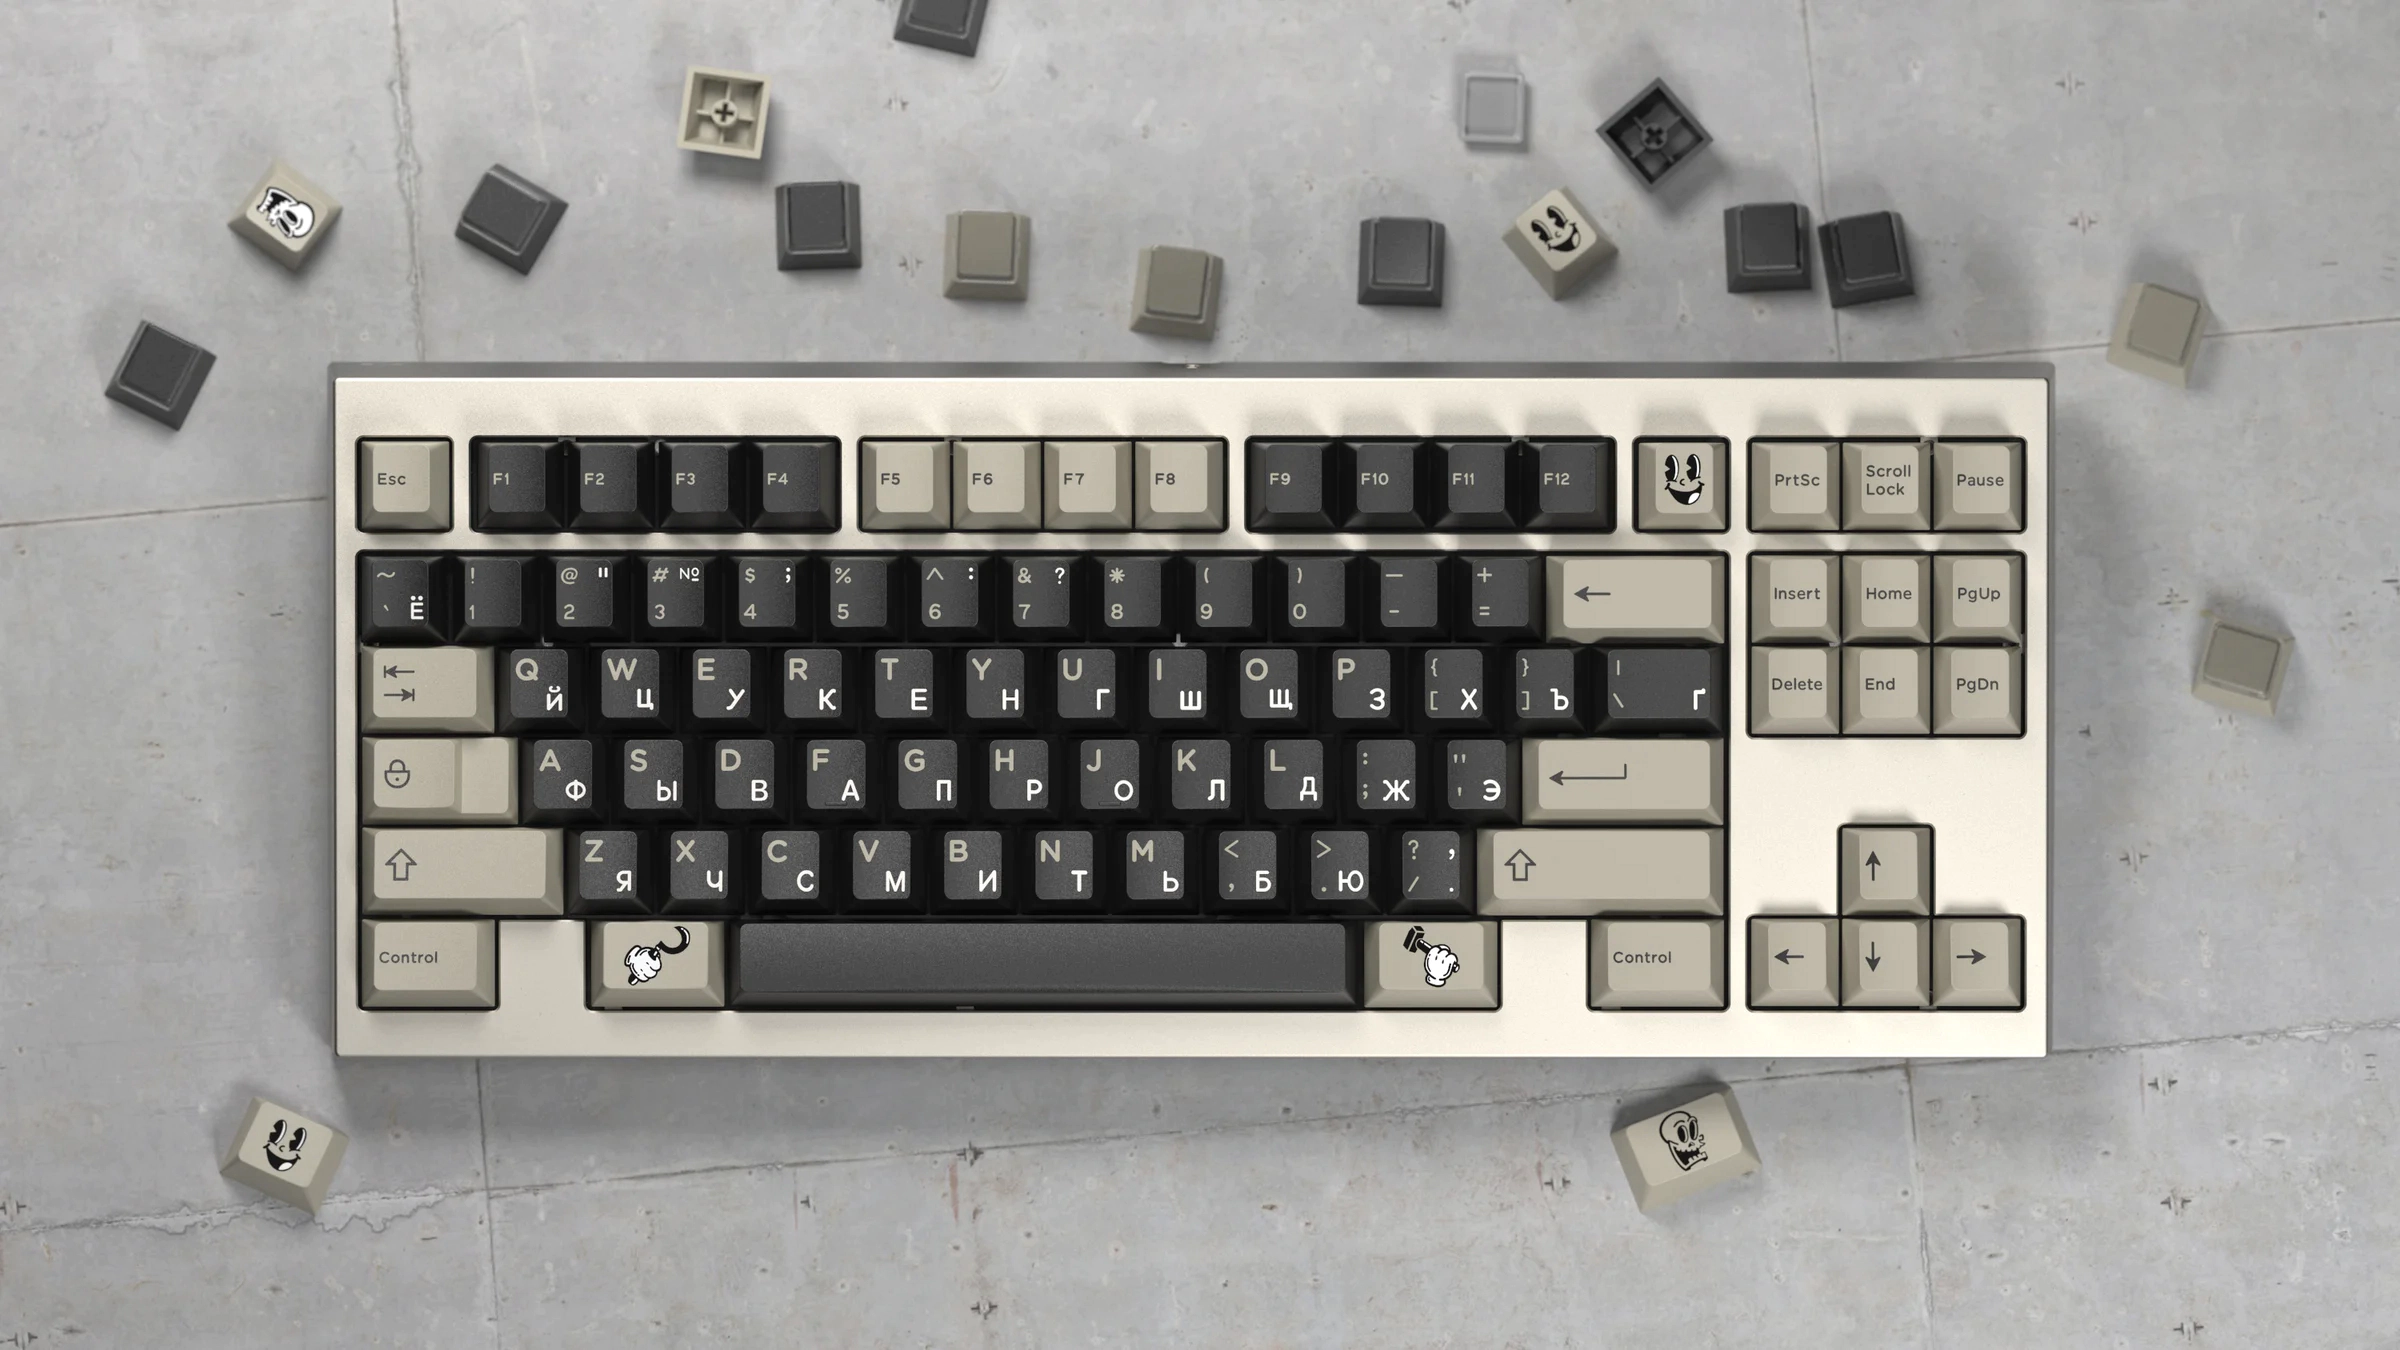 Esc F1 F2 F3 F4 F5 F6 F7 F8 F9 F10 F11 F12 PrtSc Scroll Lock Pause
~ ` Ё ! 1 @ " 2 # № 3 $ ; 4 % 5 ^ : 6 & ? 7 * 8 ( 9 ) 0 — - + = ← Insert Home PgUp
⇤ ⇥ Q Й W Ц E У R К T Е Y Н U Г I Ш O Щ P З { [ Х } ] Ъ | \ Ґ Delete End PgDn
A Ф S Ы D В F А G П H Р J О K Л L Д : ; Ж " ' Э ←
⇧ Z Я X Ч C С V М B И N Т M Ь < , Б > . Ю ? , / . ⇧ ↑
Control Control ← ↓ →